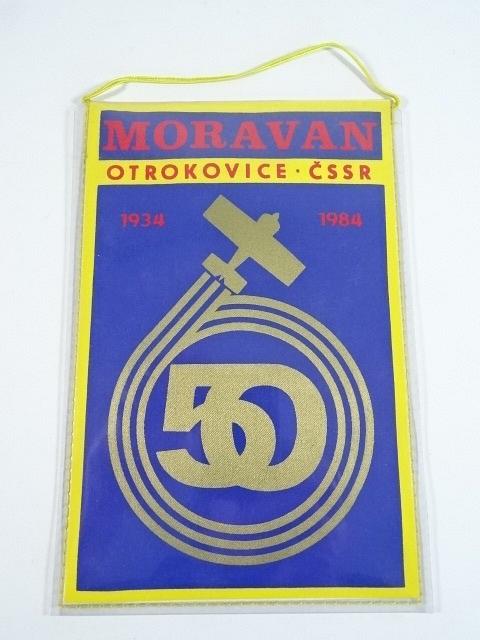 MORAVAN
OTROKOVICE · ČSSR
1934 1984
50